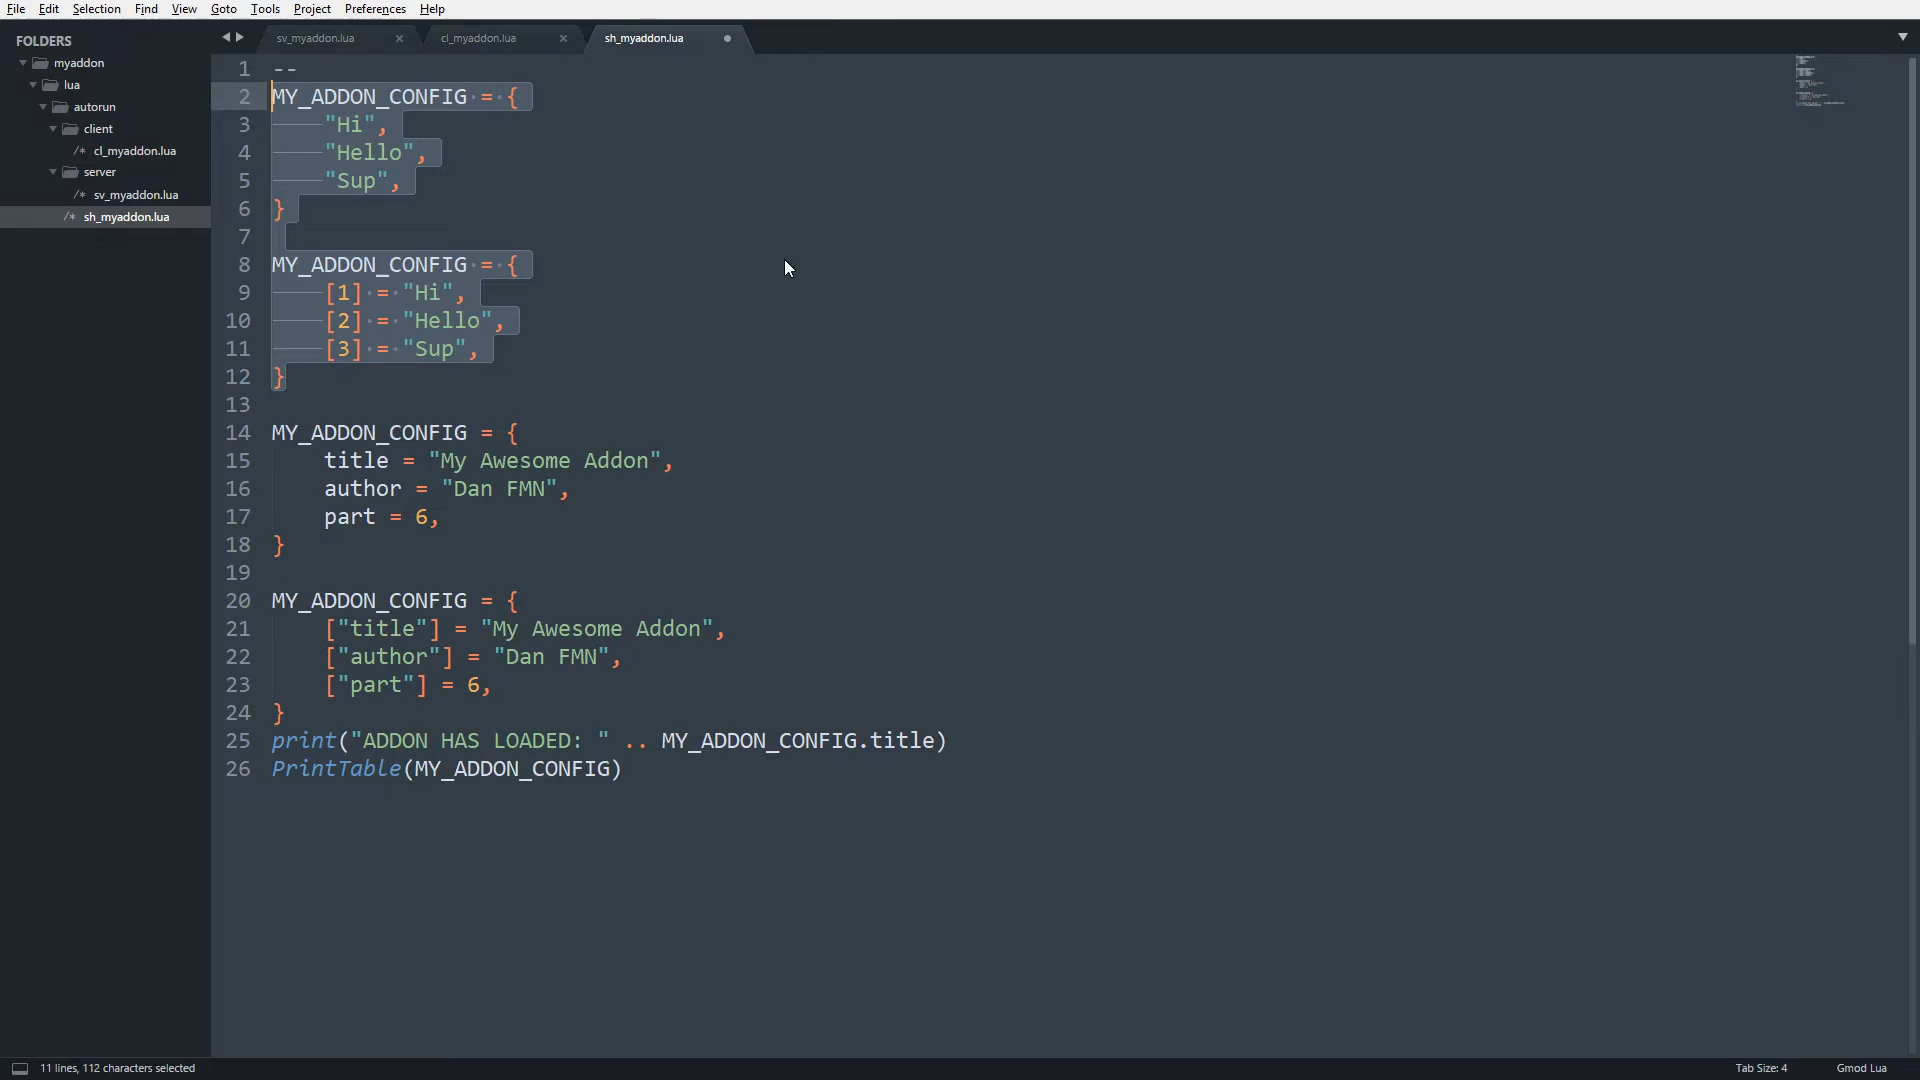 File Edit Selection Find View Goto Tools Project Preferences Help
FOLDERS
myaddon
lua
autorun
client
/* cl_myaddon.lua
server
/* sv_myaddon.lua
/* sh_myaddon.lua
sv_myaddon.lua × cl_myaddon.lua × sh_myaddon.lua
1 --
2 MY_ADDON_CONFIG = {
3 "Hi",
4 "Hello",
5 "Sup",
6 }
7
8 MY_ADDON_CONFIG = {
9 [1] = "Hi",
10 [2] = "Hello",
11 [3] = "Sup",
12 }
13
14 MY_ADDON_CONFIG = {
15 title = "My Awesome Addon",
16 author = "Dan FMN",
17 part = 6,
18 }
19
20 MY_ADDON_CONFIG = {
21 ["title"] = "My Awesome Addon",
22 ["author"] = "Dan FMN",
23 ["part"] = 6,
24 }
25 print("ADDON HAS LOADED: " .. MY_ADDON_CONFIG.title)
26 PrintTable(MY_ADDON_CONFIG)
11 lines, 112 characters selected
Tab Size: 4 Gmod Lua